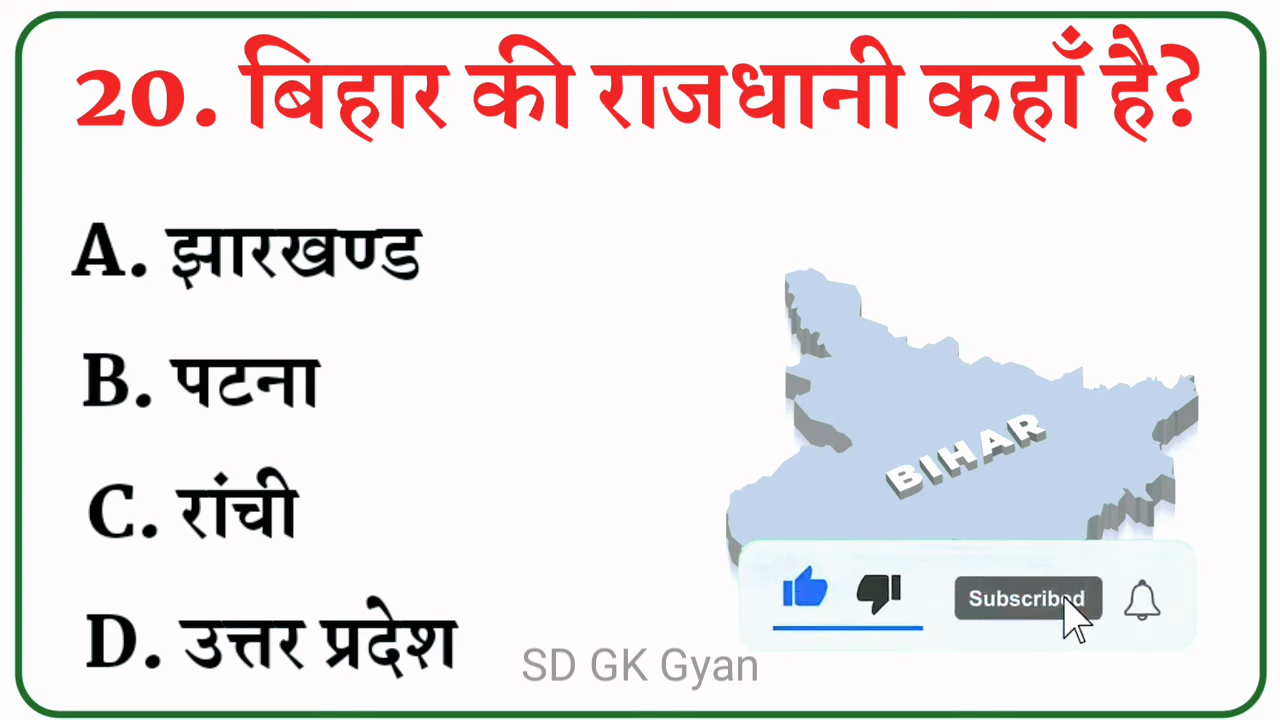 20. बिहार की राजधानी कहाँ है?
A. झारखण्ड
B. पटना
C. रांची
D. उत्तर प्रदेश
BIHAR
Subscribed
SD GK Gyan